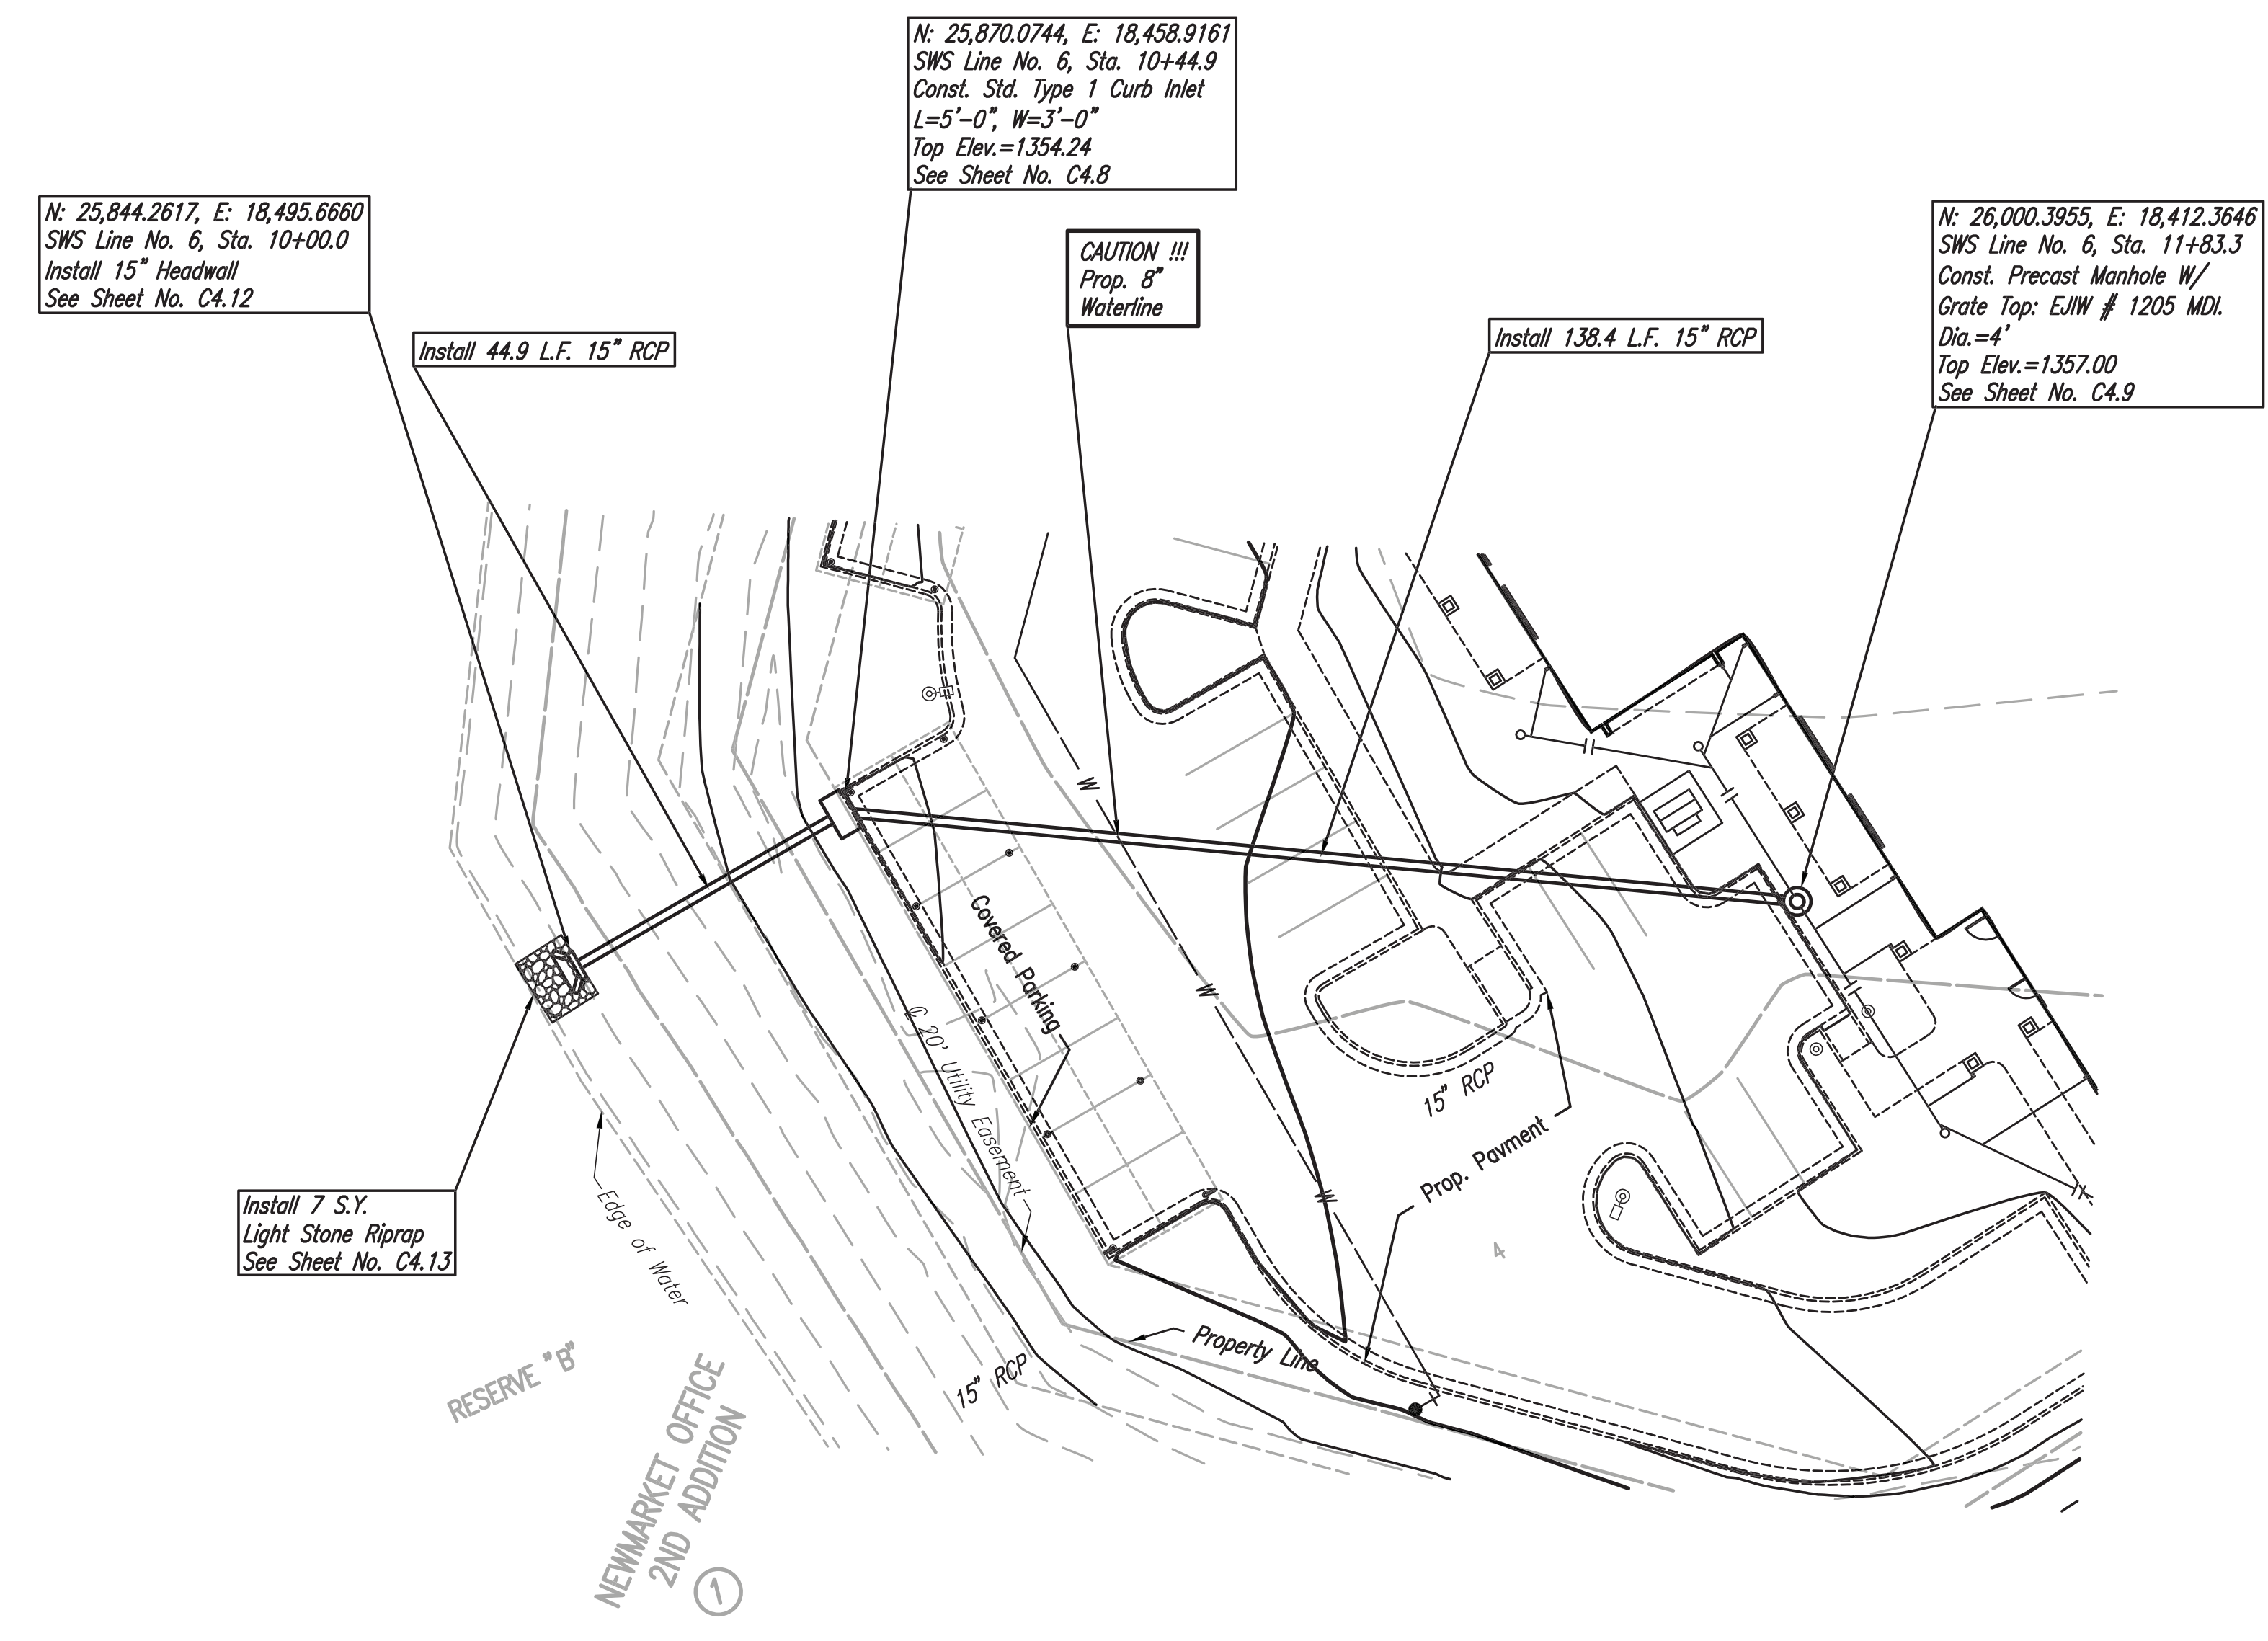 N: 25,870.0744, E: 18,458.9161
SWS Line No. 6, Sta. 10+44.9
Const. Std. Type 1 Curb Inlet
L=5'-0", W=3'-0"
Top Elev.=1354.24
See Sheet No. C4.8
N: 25,844.2617, E: 18,495.6660
SWS Line No. 6, Sta. 10+00.0
Install 15" Headwall
See Sheet No. C4.12
N: 26,000.3955, E: 18,412.3646
SWS Line No. 6, Sta. 11+83.3
Const. Precast Manhole W/
Grate Top: EJIW # 1205 MDI.
Dia.=4'
Top Elev.=1357.00
See Sheet No. C4.9
CAUTION !!!
Prop. 8"
Waterline
Install 44.9 L.F. 15" RCP
Install 138.4 L.F. 15" RCP
W
Covered Parking
W
℄ 20' Utility Easement
15" RCP
Prop. Pavment
W
4
Install 7 S.Y.
Light Stone Riprap
See Sheet No. C4.13
Edge of Water
Property Line
15" RCP
RESERVE "B"
NEWMARKET OFFICE
2ND ADDITION
1